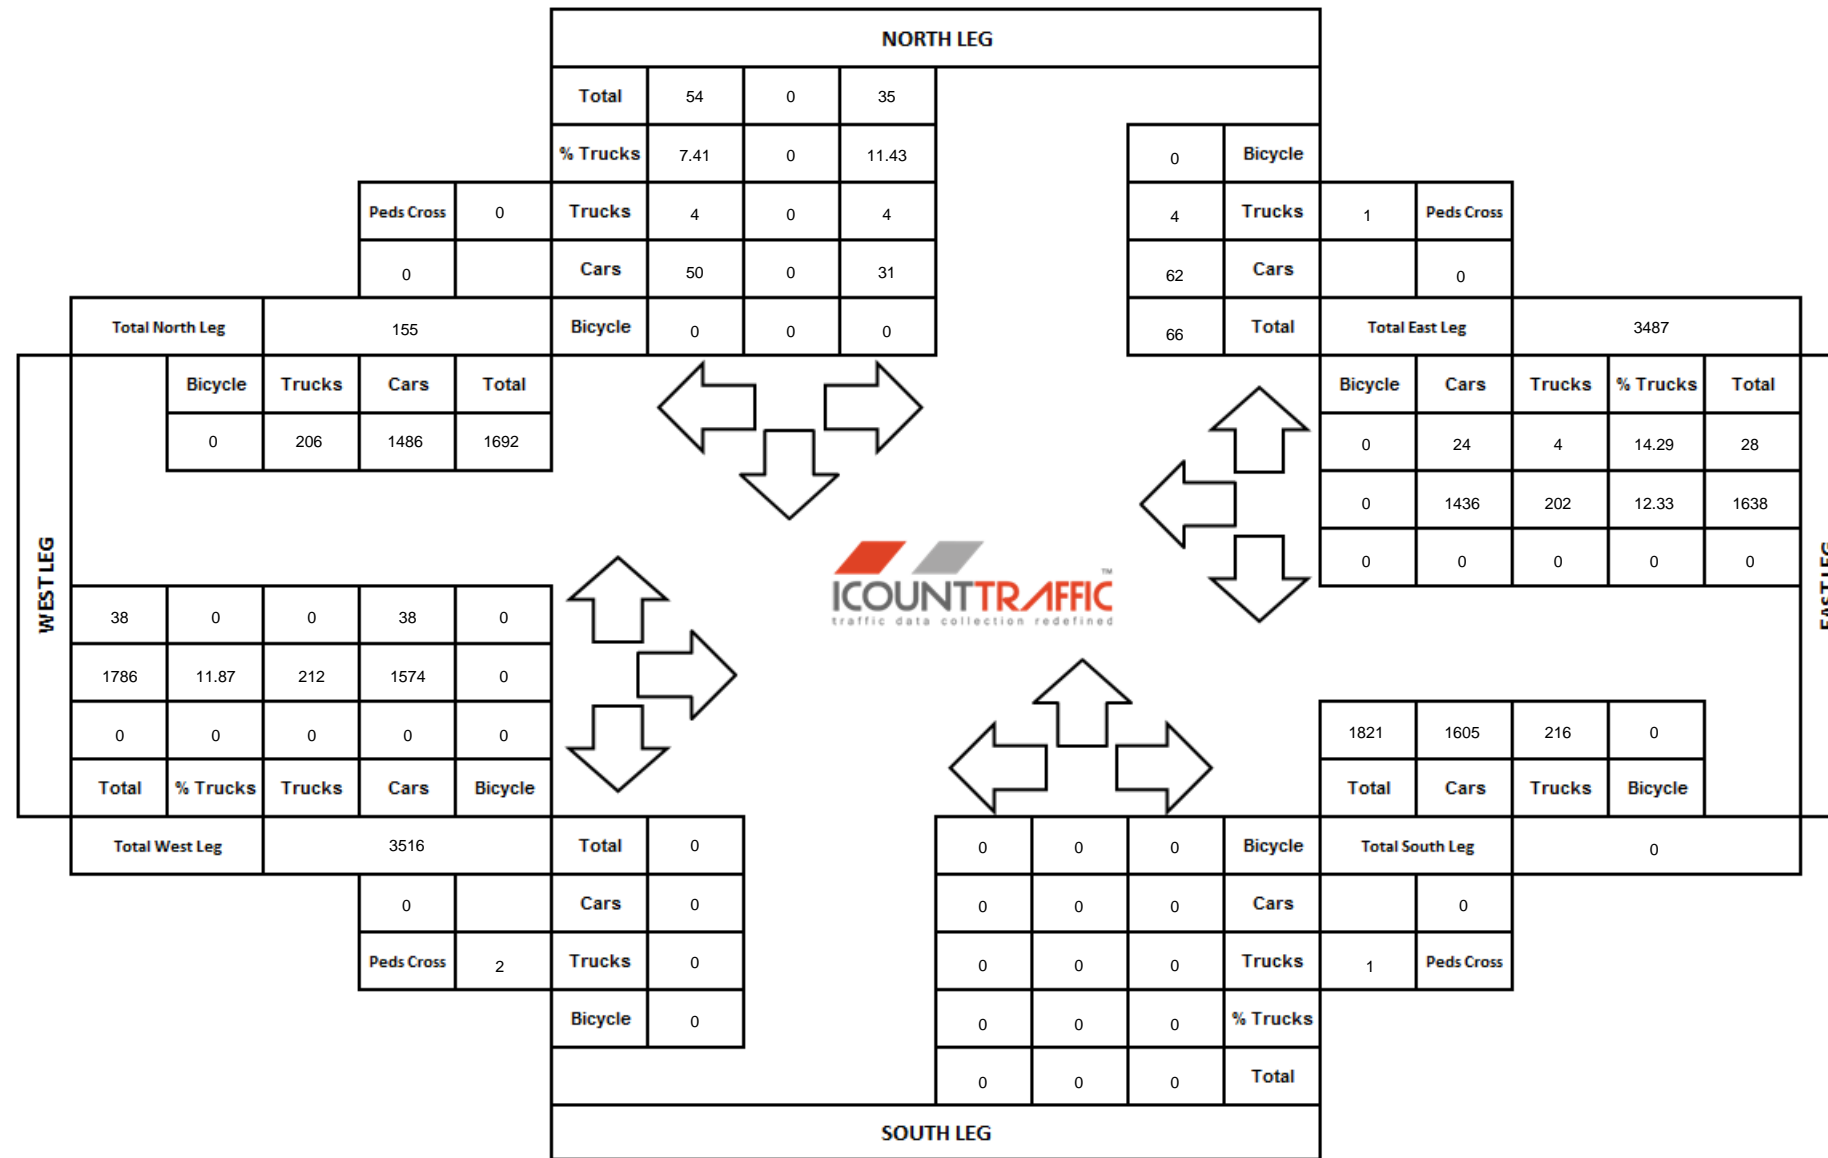 NORTH LEG
Total 54 0 35
% Trucks 7.41 0 11.43 0 Bicycle
Peds Cross 0 Trucks 4 0 4 4 Trucks 1 Peds Cross
0 Cars 50 0 31 62 Cars 0
Total North Leg 155 Bicycle 0 0 0 66 Total Total East Leg 3487
Bicycle Trucks Cars Total Bicycle Cars Trucks % Trucks Total
0 206 1486 1692 0 24 4 14.29 28
0 1436 202 12.33 1638
0 0 0 0 0
WEST LEG
EAST LEG
ICOUNTTRAFFIC™
traffic data collection redefined
38 0 0 38 0
1786 11.87 212 1574 0
0 0 0 0 0 1821 1605 216 0
Total % Trucks Trucks Cars Bicycle Total Cars Trucks Bicycle
Total West Leg 3516 Total 0 0 0 0 Bicycle Total South Leg 0
0 Cars 0 0 0 0 Cars 0
Peds Cross 2 Trucks 0 0 0 0 Trucks 1 Peds Cross
Bicycle 0 0 0 0 % Trucks
0 0 0 Total
SOUTH LEG